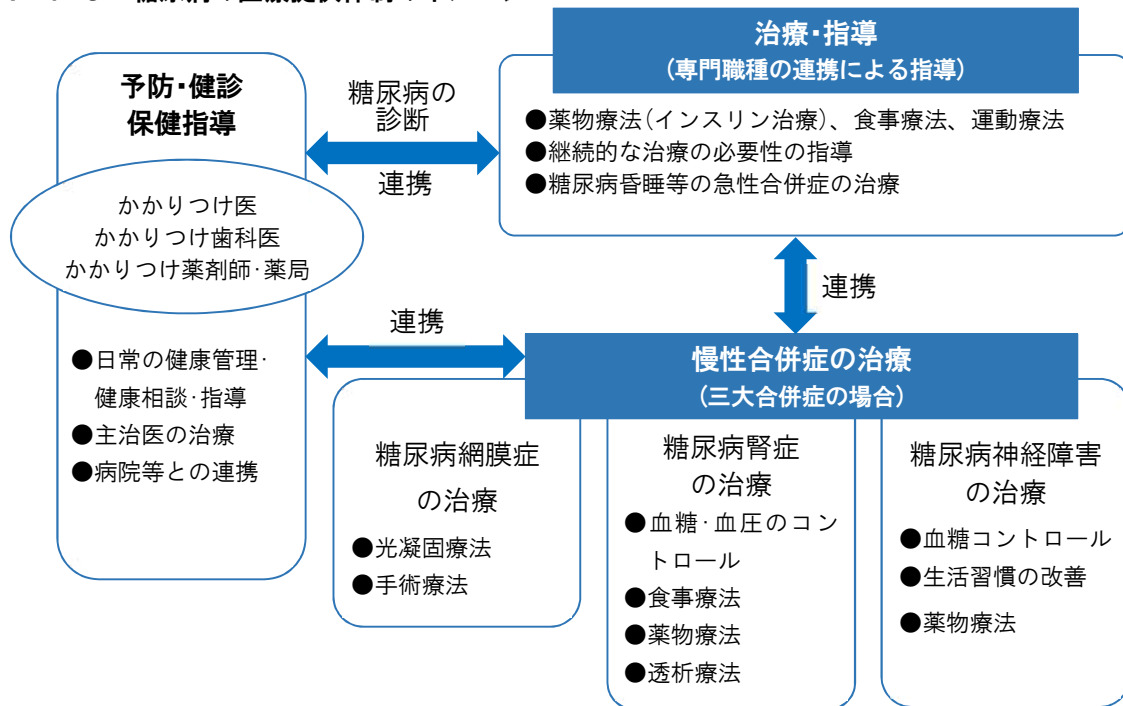 予防･健診
保健指導
かかりつけ医
かかりつけ歯科医
かかりつけ薬剤師･薬局
●日常の健康管理･
健康相談･指導
●主治医の治療
●病院等との連携
糖尿病の
診断
連携
治療･指導
(専門職種の連携による指導)
●薬物療法(インスリン治療)、食事療法、運動療法
●継続的な治療の必要性の指導
●糖尿病昏睡等の急性合併症の治療
連携
連携
慢性合併症の治療
(三大合併症の場合)
糖尿病網膜症
の治療
●光凝固療法
●手術療法
糖尿病腎症
の治療
●血糖･血圧のコン
トロール
●食事療法
●薬物療法
●透析療法
糖尿病神経障害
の治療
●血糖コントロール
●生活習慣の改善
●薬物療法